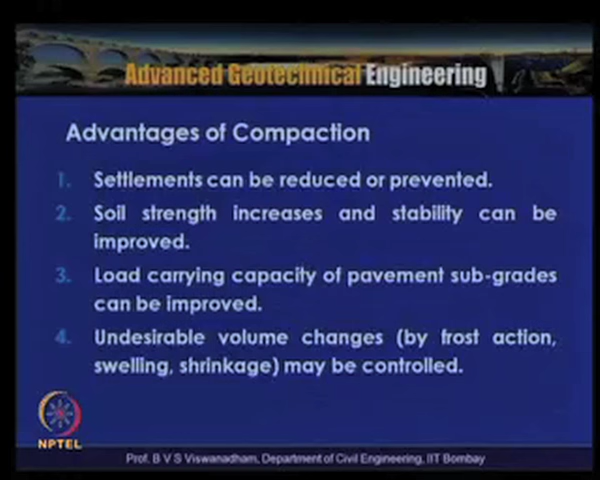 Advanced Geotechnical Engineering
Advantages of Compaction
1. Settlements can be reduced or prevented.
2. Soil strength increases and stability can be
improved.
3. Load carrying capacity of pavement sub-grades
can be improved.
4. Undesirable volume changes (by frost action,
swelling, shrinkage) may be controlled.
NPTEL
Prof. B V S Viswanadham, Department of Civil Engineering, IIT Bombay